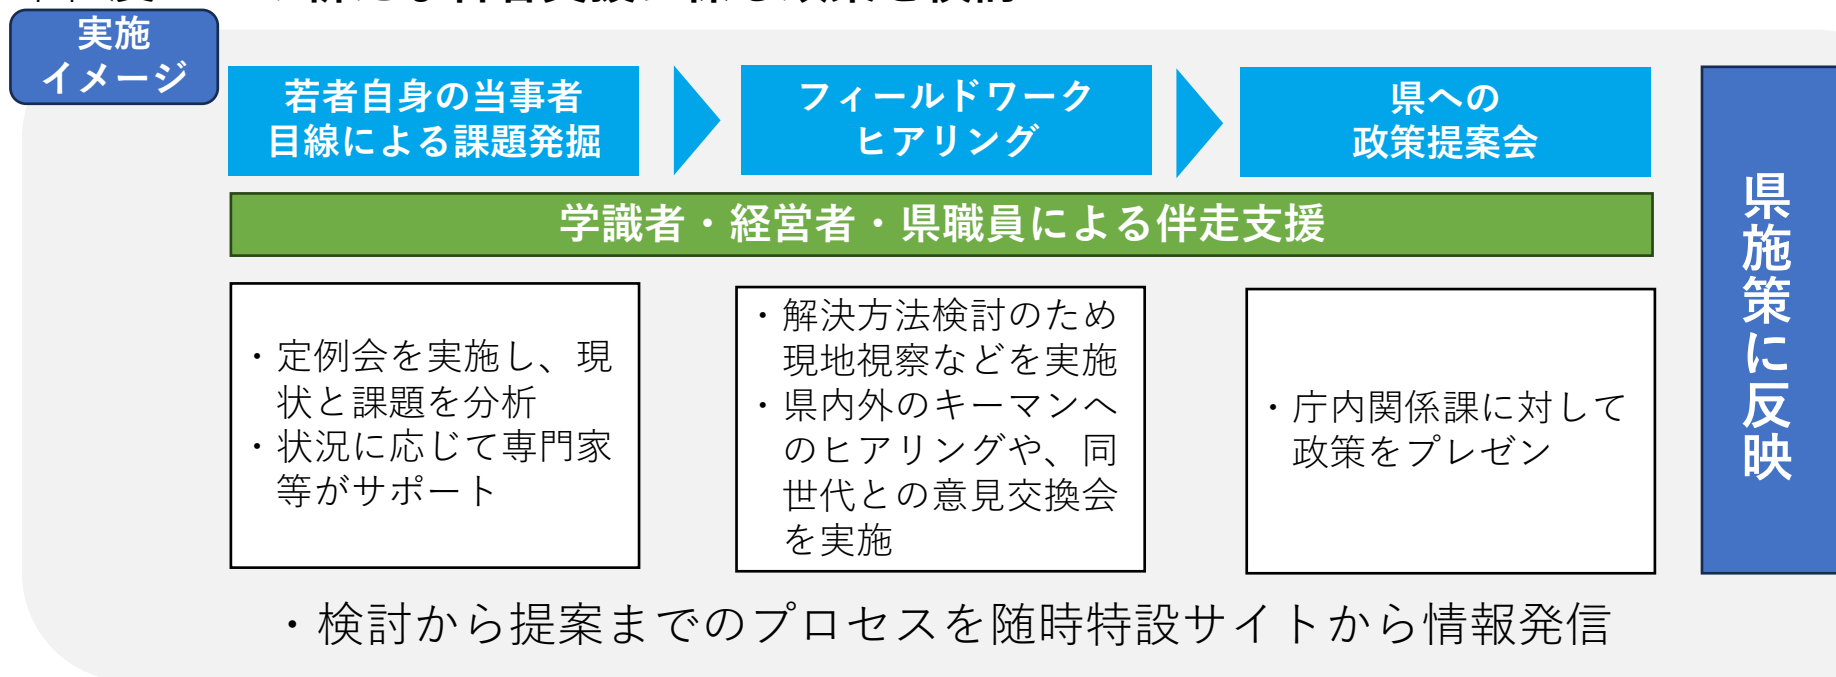 実施
イメージ
若者自身の当事者
目線による課題発掘
フィールドワーク
ヒアリング
県への
政策提案会
学識者・経営者・県職員による伴走支援
・定例会を実施し、現
状と課題を分析
・状況に応じて専門家
等がサポート
・解決方法検討のため
現地視察などを実施
・県内外のキーマンへ
のヒアリングや、同
世代との意見交換会
を実施
・庁内関係課に対して
政策をプレゼン
県施策に反映
・検討から提案までのプロセスを随時特設サイトから情報発信